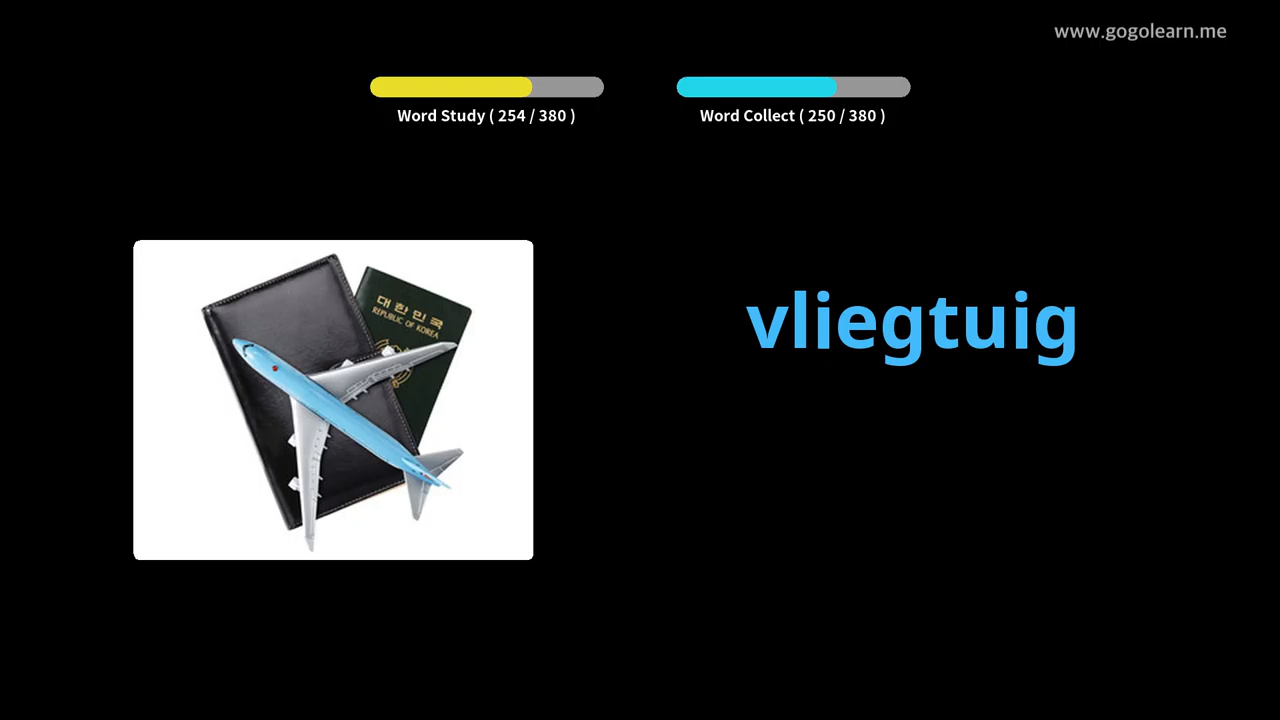 www.gogolearn.me
Word Study ( 254 / 380 )
Word Collect ( 250 / 380 )
대한민국
REPUBLIC OF KOREA
vliegtuig